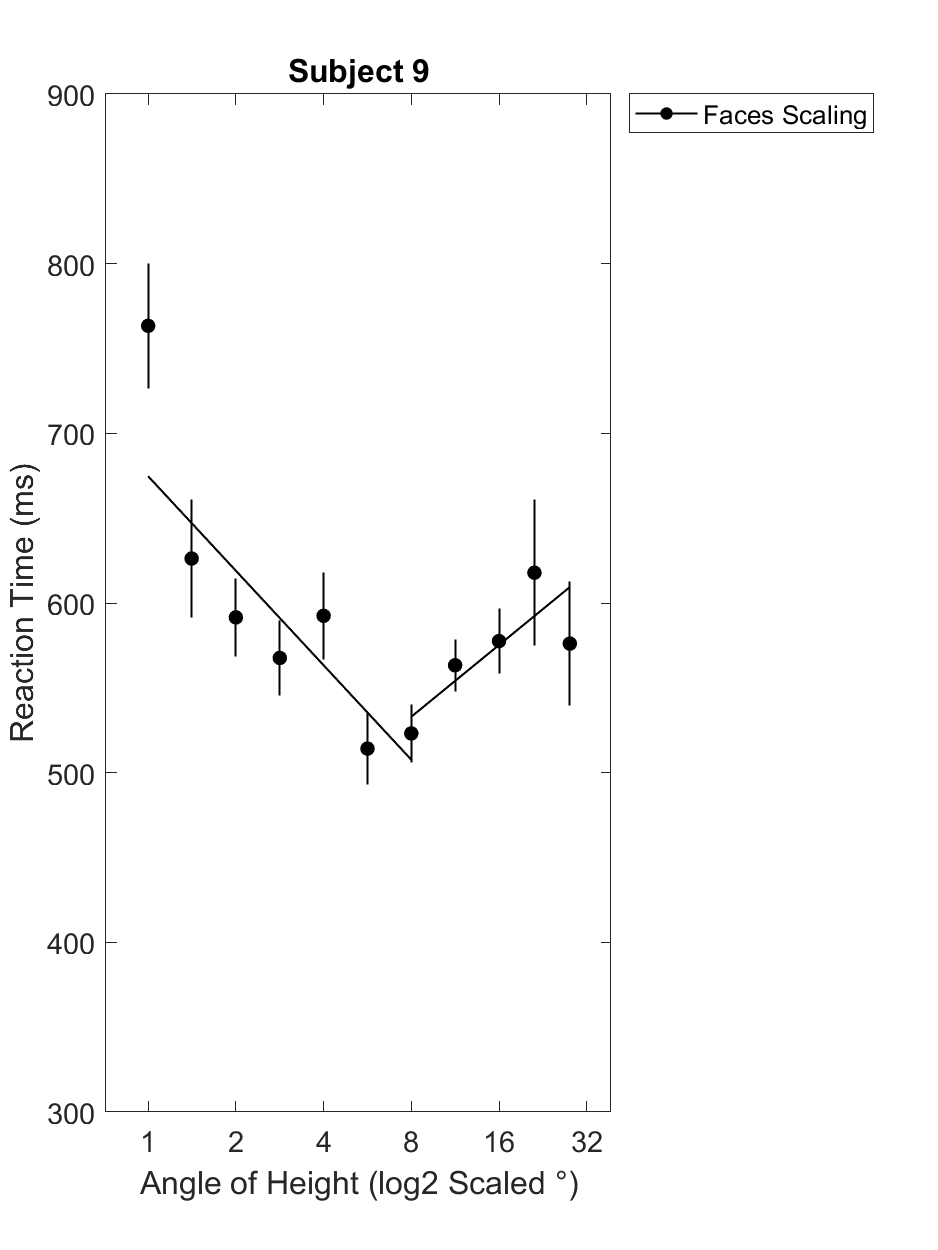 Subject 9
900
800
700
600
500
400
300
Reaction Time (ms)
1 2 4 8 16 32
Angle of Height (log2 Scaled °)
Faces Scaling